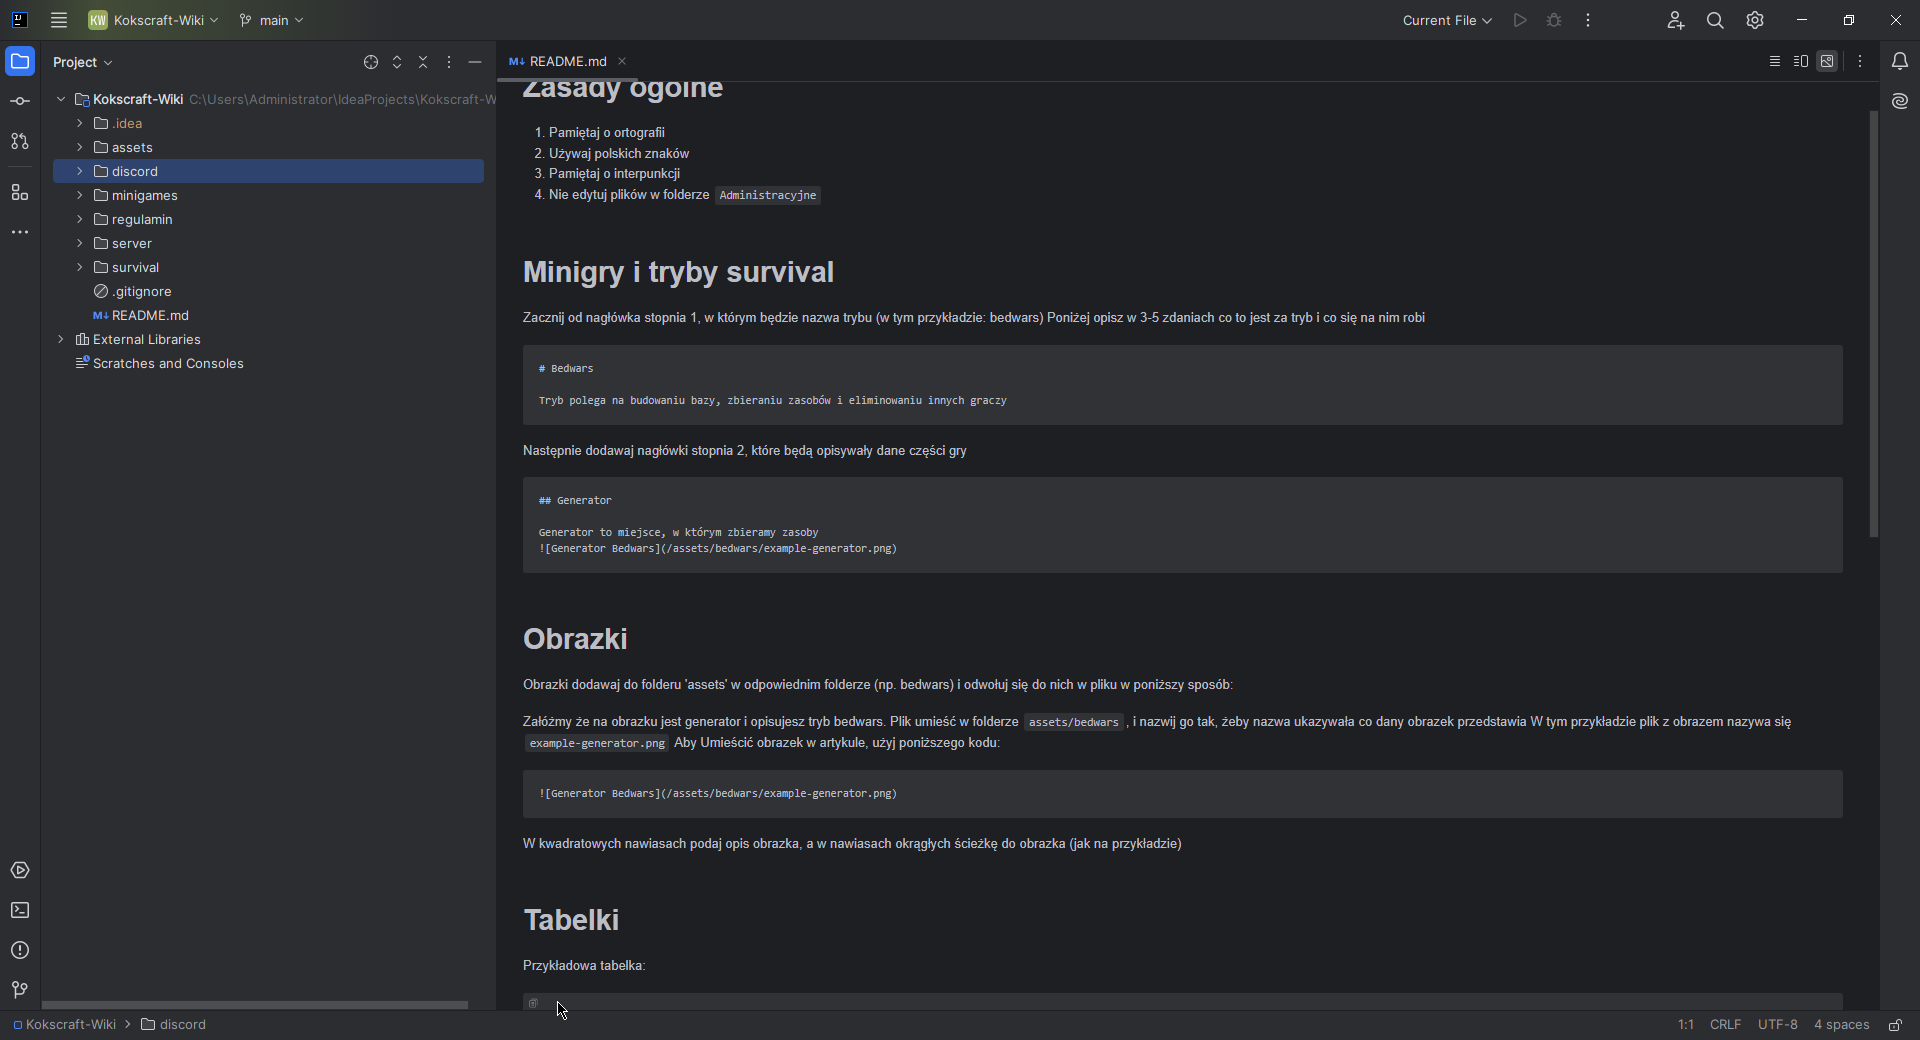 KW Kokscraft-Wiki main Current File
Project
README.md
Kokscraft-Wiki C:\Users\Administrator\IdeaProjects\Kokscraft-W
.idea
assets
discord
minigames
regulamin
server
survival
.gitignore
M↓ README.md
External Libraries
Scratches and Consoles
Zasady ogólne
1. Pamiętaj o ortografii
2. Używaj polskich znaków
3. Pamiętaj o interpunkcji
4. Nie edytuj plików w folderze Administracyjne
Minigry i tryby survival
Zacznij od nagłówka stopnia 1, w którym będzie nazwa trybu (w tym przykładzie: bedwars) Poniżej opisz w 3-5 zdaniach co to jest za tryb i co się na nim robi
# Bedwars
Tryb polega na budowaniu bazy, zbieraniu zasobów i eliminowaniu innych graczy
Następnie dodawaj nagłówki stopnia 2, które będą opisywały dane części gry
## Generator
Generator to miejsce, w którym zbieramy zasoby
![Generator Bedwars](/assets/bedwars/example-generator.png)
Obrazki
Obrazki dodawaj do folderu 'assets' w odpowiednim folderze (np. bedwars) i odwołuj się do nich w pliku w poniższy sposób:
Załóżmy że na obrazku jest generator i opisujesz tryb bedwars. Plik umieść w folderze assets/bedwars , i nazwij go tak, żeby nazwa ukazywała co dany obrazek przedstawia W tym przykładzie plik z obrazem nazywa się
example-generator.png Aby Umieścić obrazek w artykule, użyj poniższego kodu:
![Generator Bedwars](/assets/bedwars/example-generator.png)
W kwadratowych nawiasach podaj opis obrazka, a w nawiasach okrągłych ścieżkę do obrazka (jak na przykładzie)
Tabelki
Przykładowa tabelka:
Kokscraft-Wiki > discord
1:1 CRLF UTF-8 4 spaces